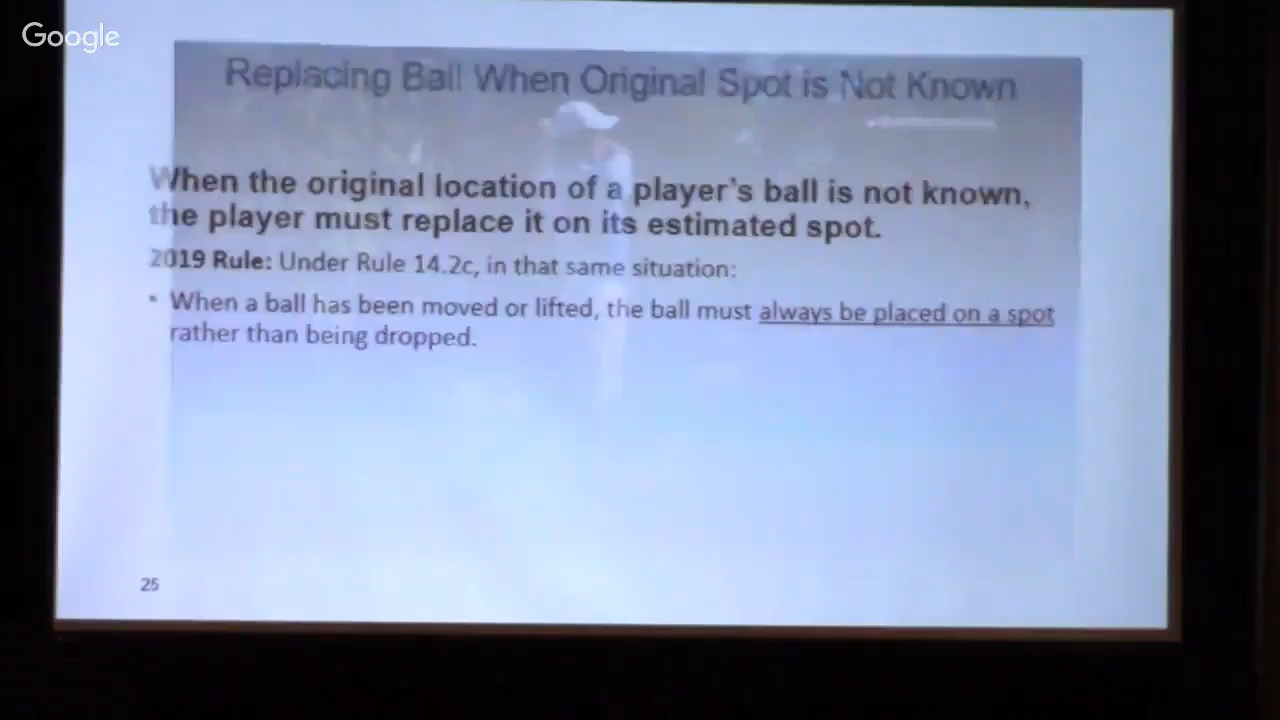 Google
Replacing Ball When Original Spot is Not Known
When the original location of a player's ball is not known,
the player must replace it on its estimated spot.
2019 Rule: Under Rule 14.2c, in that same situation:
• When a ball has been moved or lifted, the ball must always be placed on a spot
rather than being dropped.
25